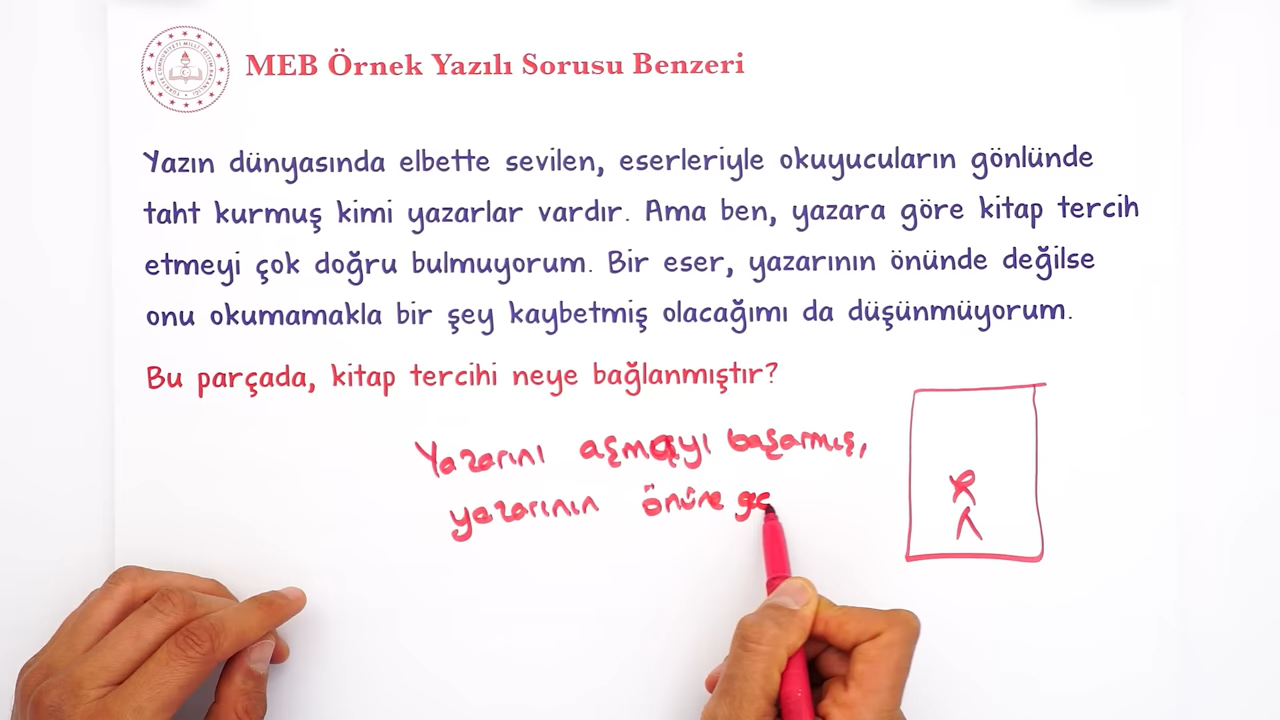 MEB Örnek Yazılı Sorusu Benzeri
Yazın dünyasında elbette sevilen, eserleriyle okuyucuların gönlünde
taht kurmuş kimi yazarlar vardır. Ama ben, yazara göre kitap tercih
etmeyi çok doğru bulmuyorum. Bir eser, yazarının önünde değilse
onu okumamakla bir şey kaybetmiş olacağımı da düşünmüyorum.
Bu parçada, kitap tercihi neye bağlanmıştır?
Yazarını aşmayı başarmış,
yazarının önüne ge